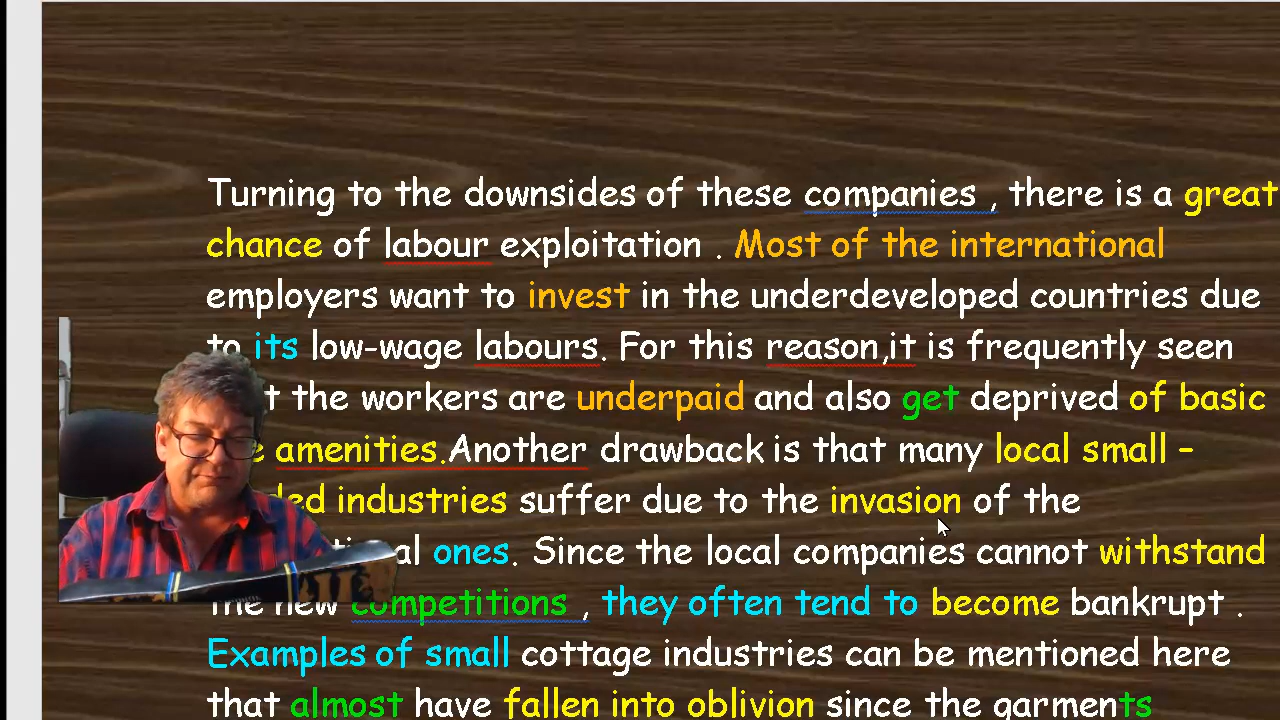 Turning to the downsides of these companies , there is a great
chance of labour exploitation . Most of the international
employers want to invest in the underdeveloped countries due
to its low-wage labours. For this reason,it is frequently seen
the workers are underpaid and also get deprived of basic
amenities.Another drawback is that many local small –
industries suffer due to the invasion of the
ones. Since the local companies cannot withstand
The new competitions , they often tend to become bankrupt .
Examples of small cottage industries can be mentioned here
that almost have fallen into oblivion since the garments